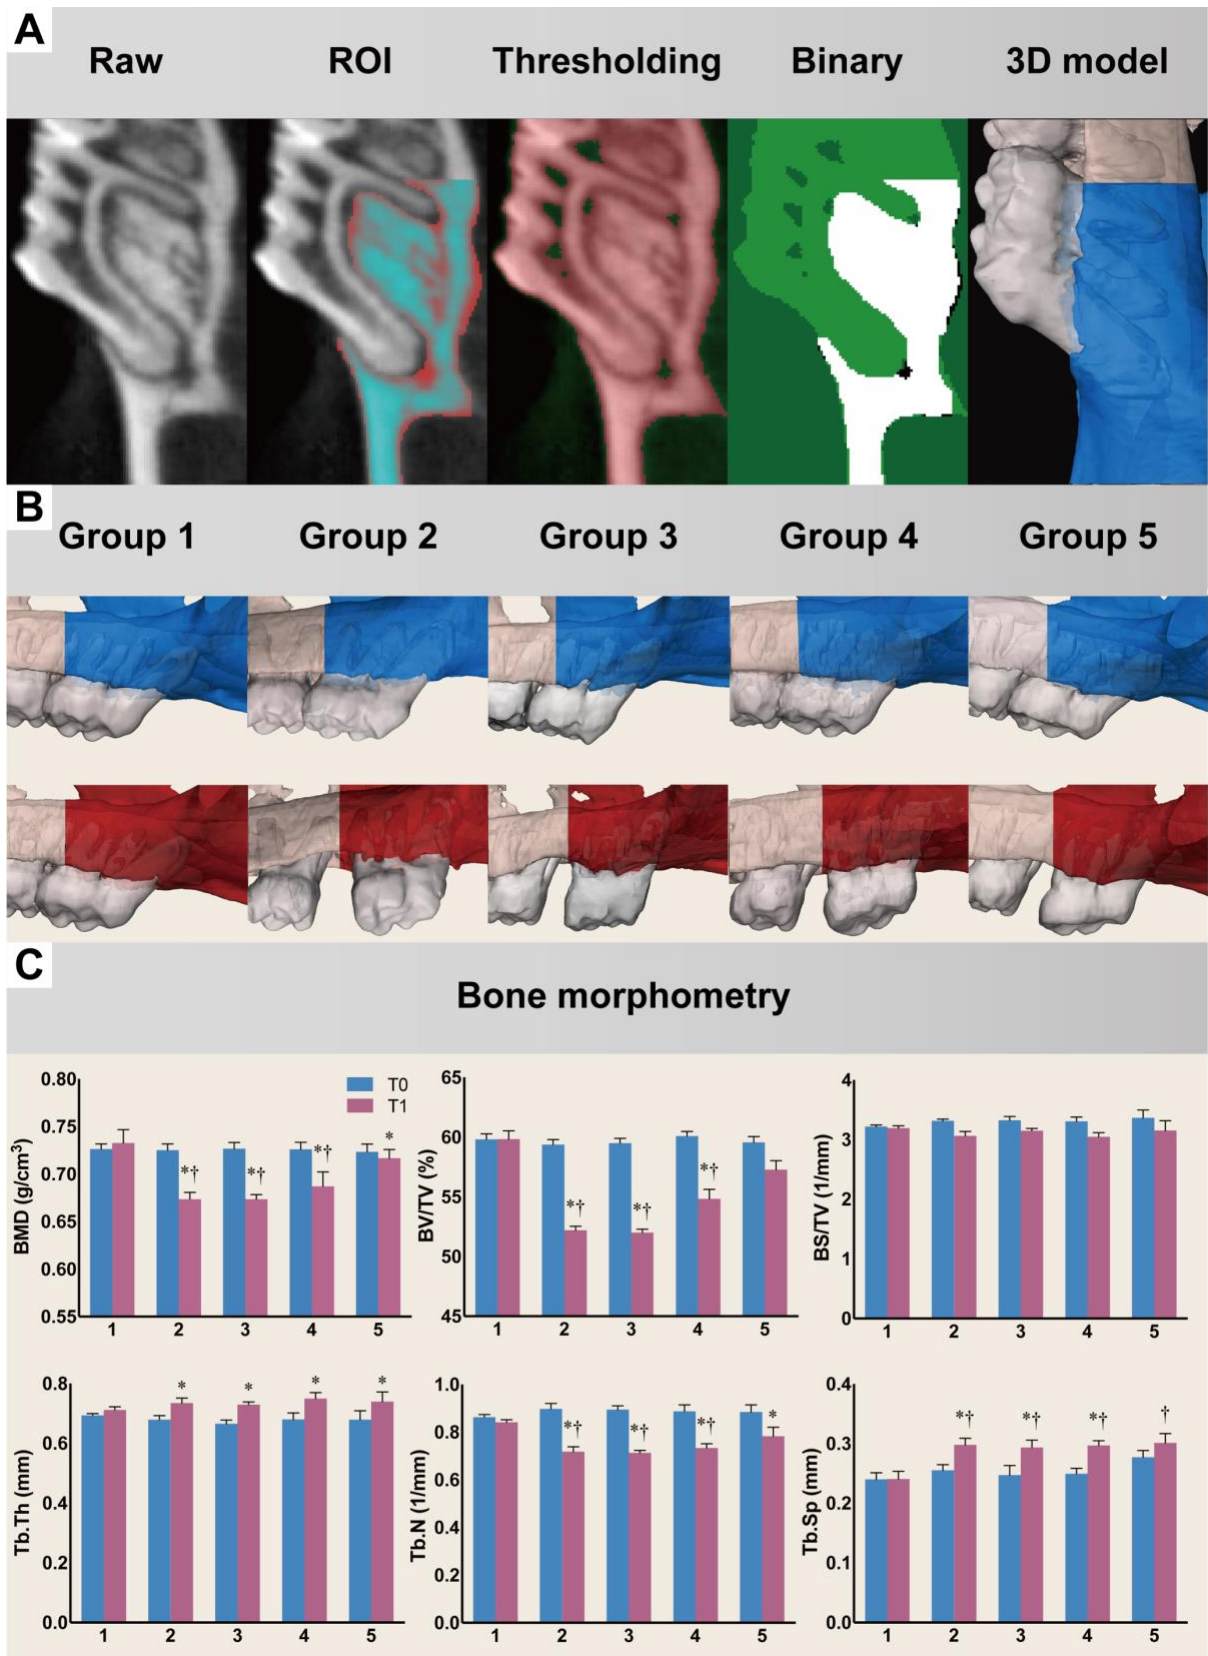 A
Raw ROI Thresholding Binary 3D model
B
Group 1 Group 2 Group 3 Group 4 Group 5
C
Bone morphometry
BMD (g/cm³)
0.80
0.75
0.70
0.65
0.60
0.55
T0
T1
*† *† *† *
1 2 3 4 5
BV/TV (%)
65
60
55
50
45
*† *† *†
1 2 3 4 5
BS/TV (1/mm)
4
3
2
1
0
1 2 3 4 5
Tb.Th (mm)
0.8
0.6
0.4
0.2
0.0
* * * *
1 2 3 4 5
Tb.N (1/mm)
1.0
0.8
0.6
0.4
0.2
0.0
*† *† *† *
1 2 3 4 5
Tb.Sp (mm)
0.4
0.3
0.2
0.1
0.0
*† *† *† †
1 2 3 4 5